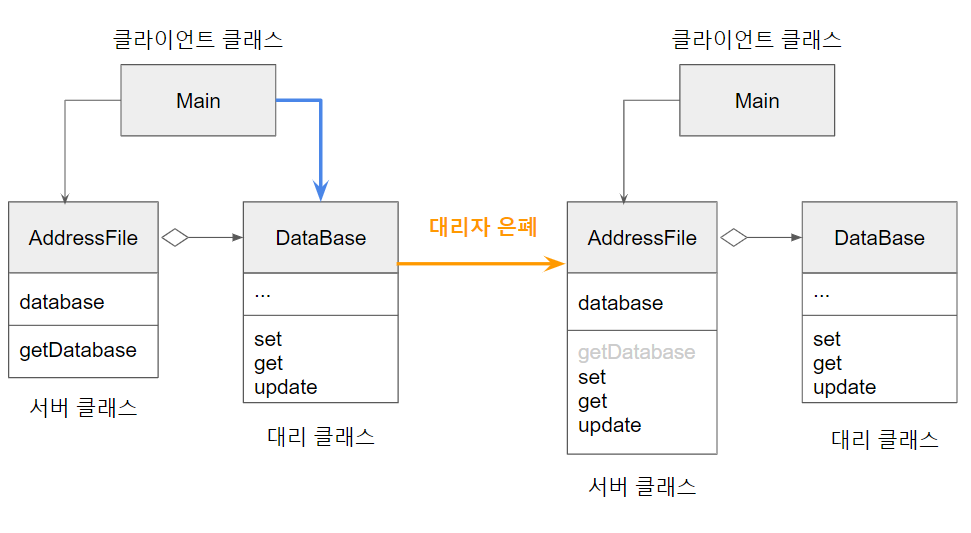 클라이언트 클래스
Main
AddressFile
database
getDatabase
서버 클래스
DataBase
...
set
get
update
대리 클래스
대리자 은폐
클라이언트 클래스
Main
AddressFile
database
getDatabase
set
get
update
서버 클래스
DataBase
...
set
get
update
대리 클래스